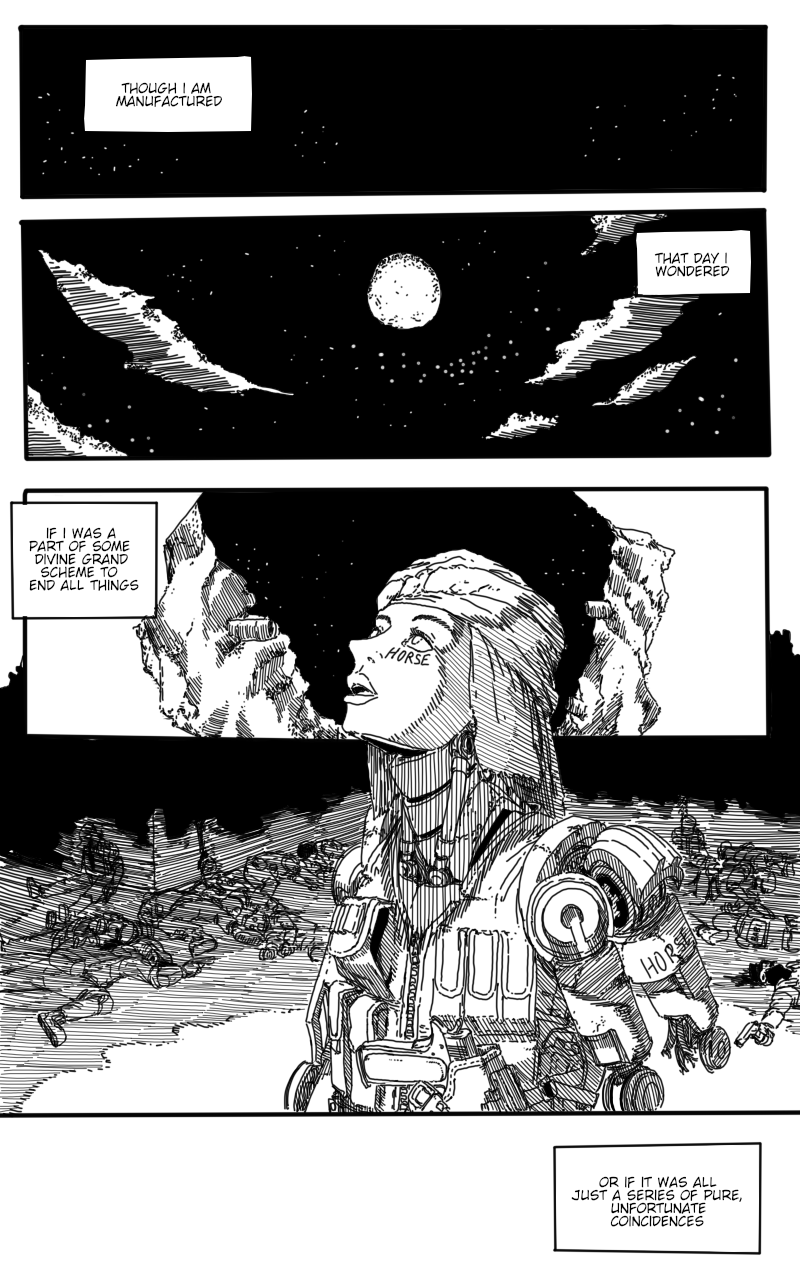 THOUGH I AM
MANUFACTURED
THAT DAY I
WONDERED
IF I WAS A
PART OF SOME
DIVINE GRAND
SCHEME TO
END ALL THINGS
HORSE
HORSE
OR IF IT WAS ALL
JUST A SERIES OF PURE,
UNFORTUNATE
COINCIDENCES